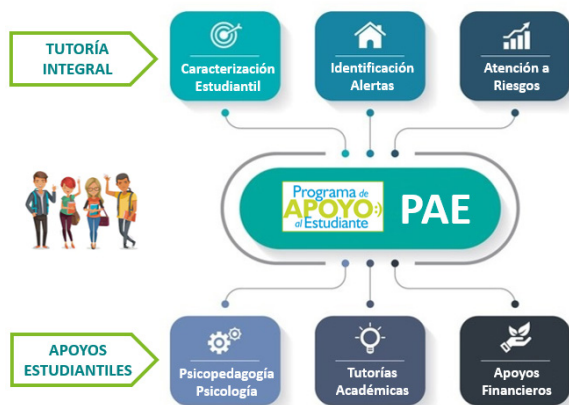 TUTORÍA
INTEGRAL
Caracterización
Estudiantil
Identificación
Alertas
Atención a
Riesgos
Programa de
APOYO:)
al Estudiante
PAE
APOYOS
ESTUDIANTILES
Psicopedagogía
Psicología
Tutorías
Académicas
Apoyos
Financieros